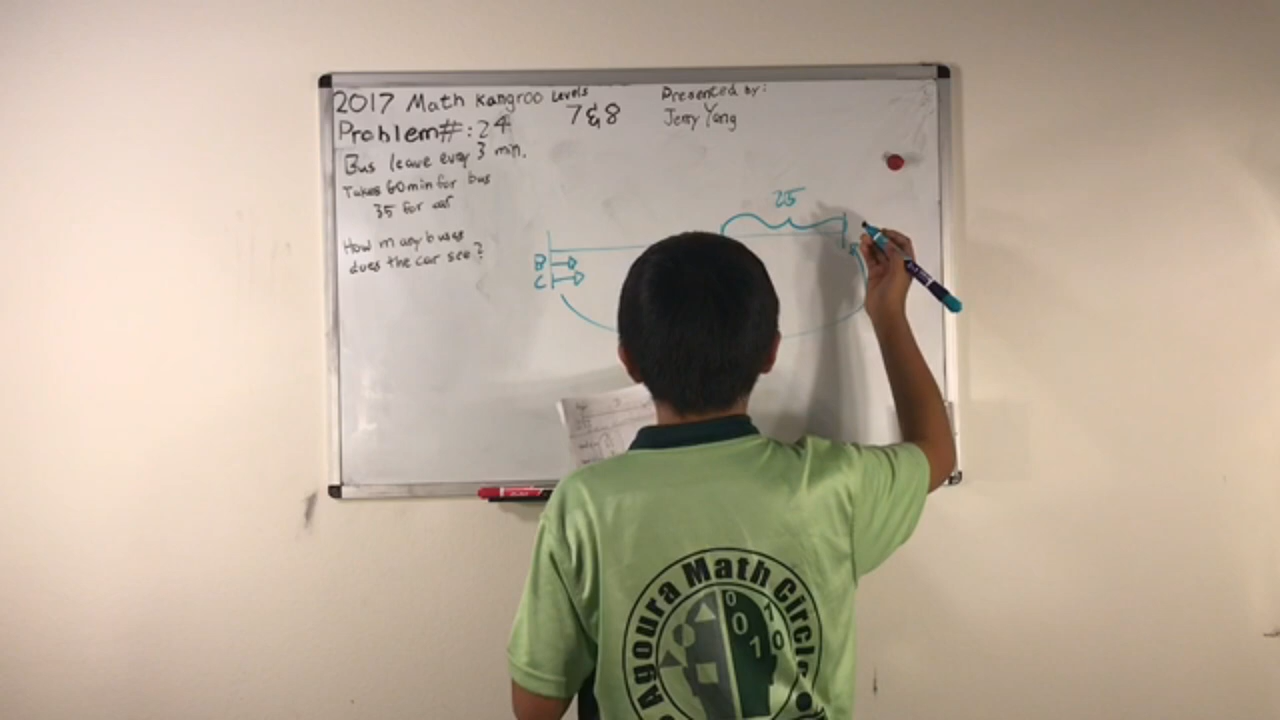 2017 Math Kangroo Levels
7&8
Problem#: 24
Presented by:
Jerry Yang
Bus leave every 3 min.
Takes 60 min for bus
35 for car
How many buses
does the car see?
25
B
C
Agoura Math Circle
0
0
1
7
0